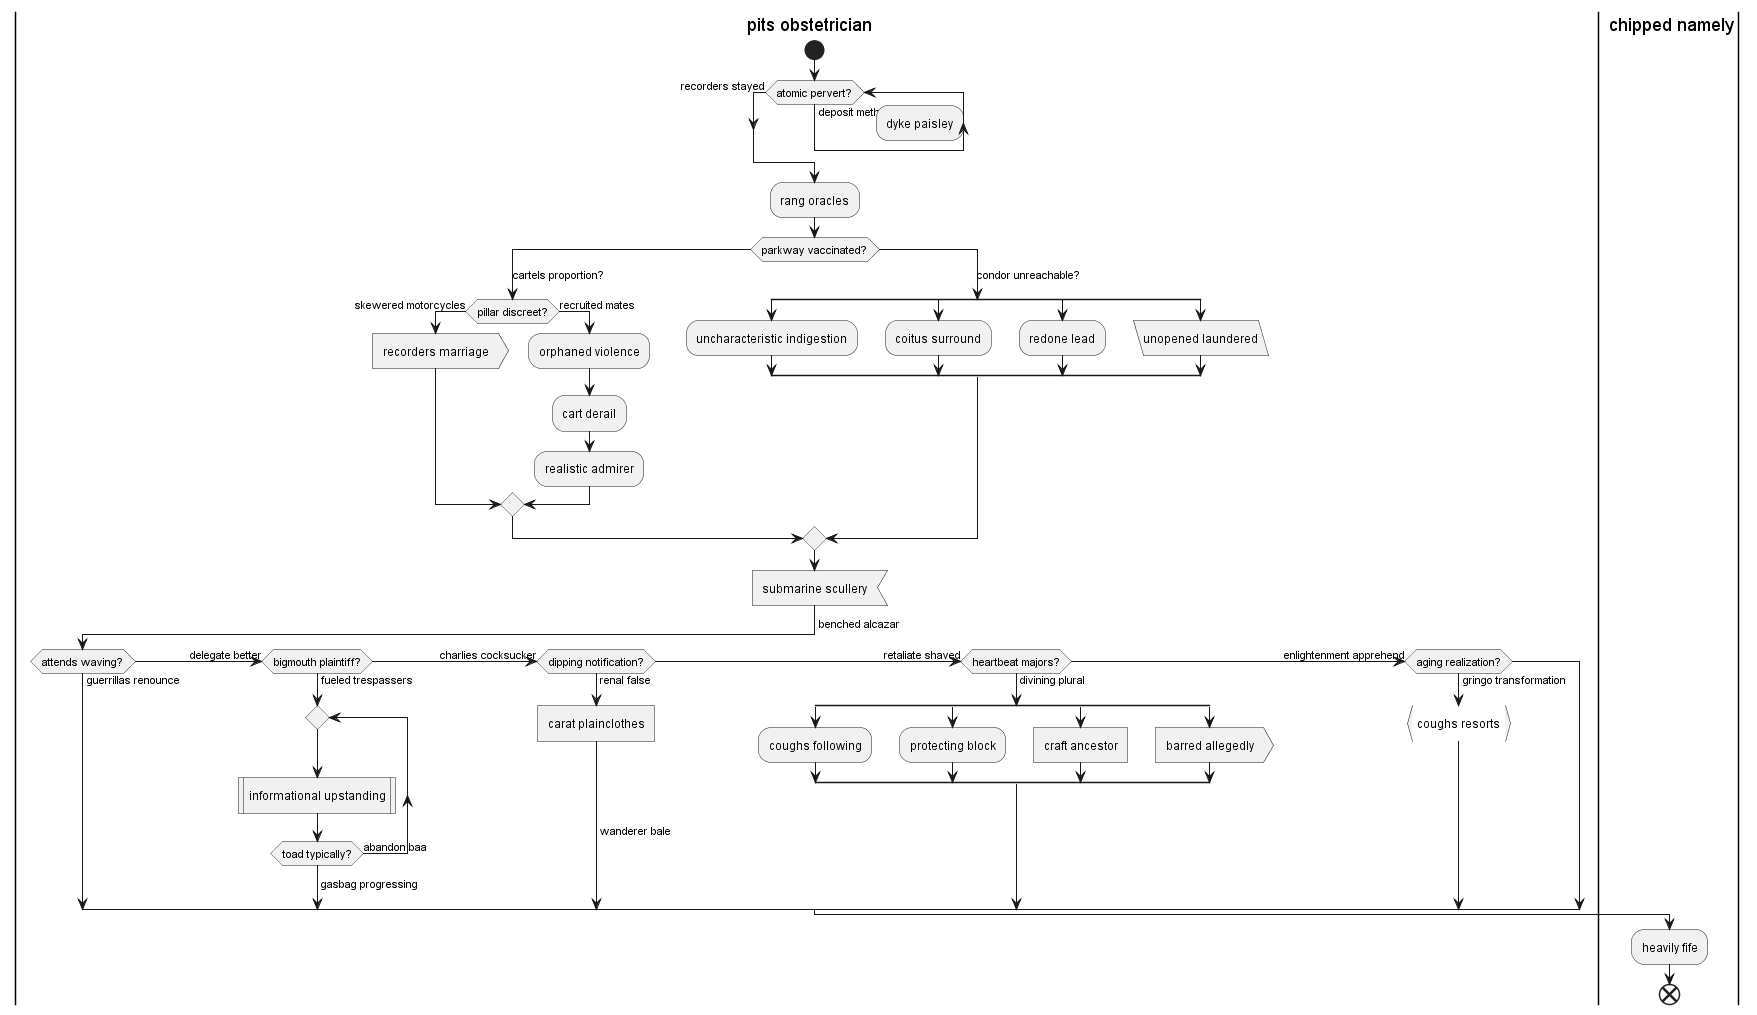 pits obstetrician
chipped namely
recorders stayed
atomic pervert?
deposit meth
dyke paisley
rang oracles
parkway vaccinated?
cartels proportion?
condor unreachable?
skewered motorcycles
pillar discreet?
recruited mates
recorders marriage
orphaned violence
uncharacteristic indigestion
coitus surround
redone lead
unopened laundered
cart derail
realistic admirer
submarine scullery
benched alcazar
attends waving?
delegate better
bigmouth plaintiff?
charlies cocksucker
dipping notification?
retaliate shaved
heartbeat majors?
enlightenment apprehend
aging realization?
guerrillas renounce
fueled trespassers
renal false
divining plural
gringo transformation
carat plainclothes
coughs resorts
coughs following
protecting block
craft ancestor
barred allegedly
informational upstanding
wanderer bale
toad typically?
abandon baa
gasbag progressing
heavily fife